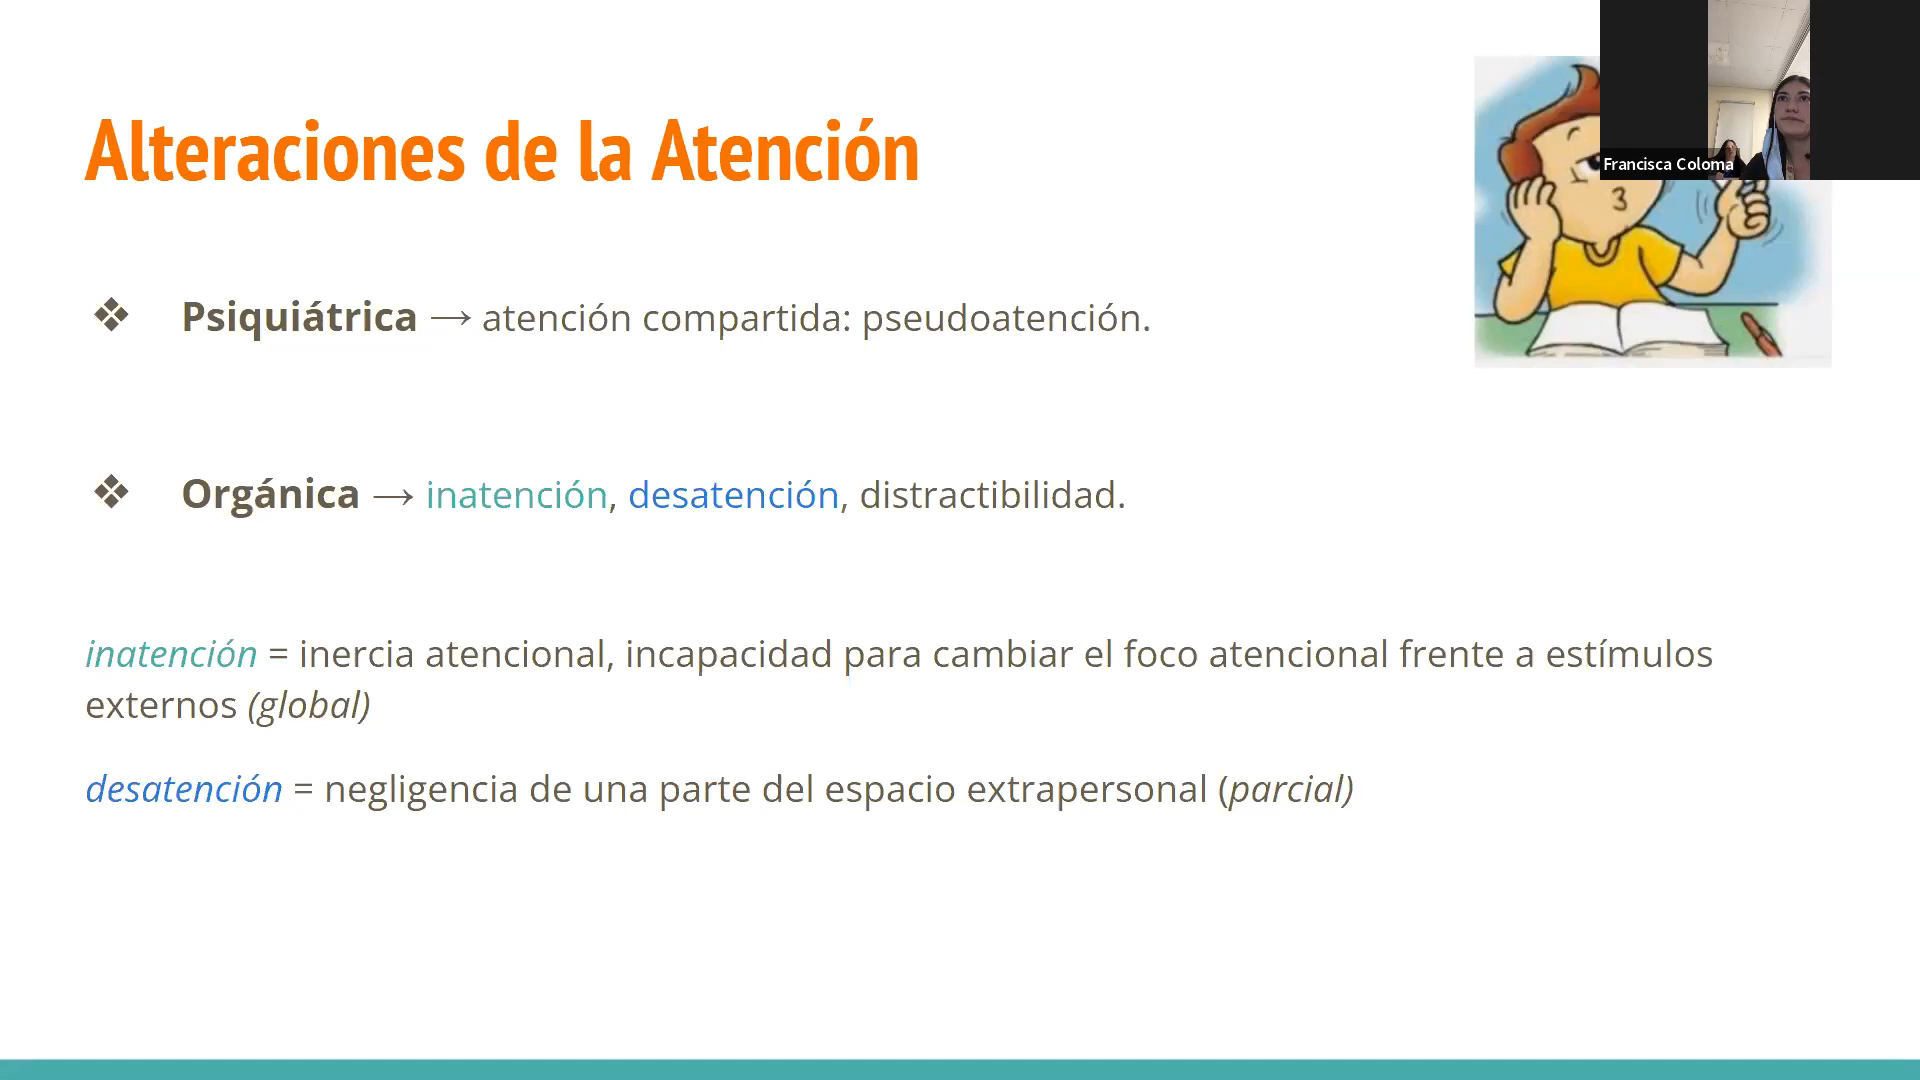 Alteraciones de la Atención
Francisca Coloma
❖ Psiquiátrica → atención compartida: pseudoatención.
❖ Orgánica → inatención, desatención, distractibilidad.
inatención = inercia atencional, incapacidad para cambiar el foco atencional frente a estímulos
externos (global)
desatención = negligencia de una parte del espacio extrapersonal (parcial)